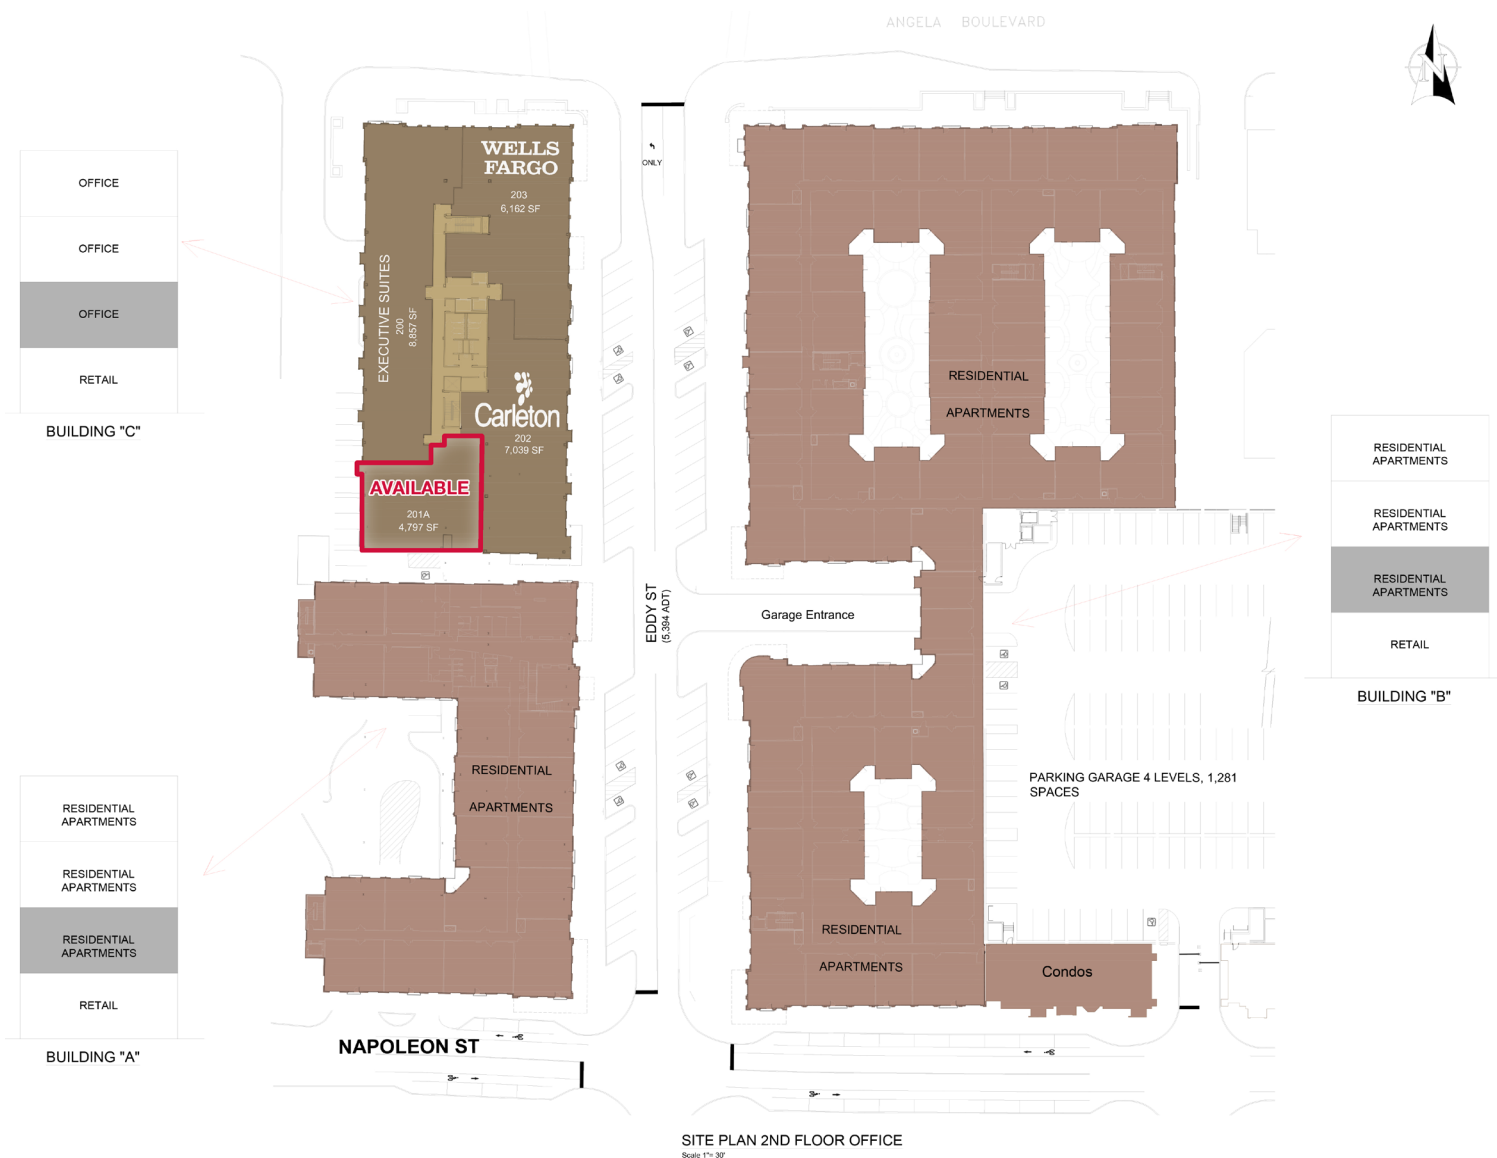 ANGELA BOULEVARD
N
ONLY
OFFICE
OFFICE
OFFICE
RETAIL
BUILDING "C"
WELLS
FARGO
203
6,162 SF
EXECUTIVE SUITES
200
8,857 SF
Carleton
202
7,039 SF
AVAILABLE
201A
4,797 SF
RESIDENTIAL
APARTMENTS
RESIDENTIAL
APARTMENTS
RESIDENTIAL
APARTMENTS
RESIDENTIAL
APARTMENTS
RETAIL
BUILDING "B"
EDDY ST
(5,394 ADT)
Garage Entrance
RESIDENTIAL
APARTMENTS
PARKING GARAGE 4 LEVELS, 1,281
SPACES
RESIDENTIAL
APARTMENTS
RESIDENTIAL
APARTMENTS
RESIDENTIAL
APARTMENTS
RETAIL
BUILDING "A"
RESIDENTIAL
APARTMENTS
Condos
NAPOLEON ST
SITE PLAN 2ND FLOOR OFFICE
Scale 1"= 30'